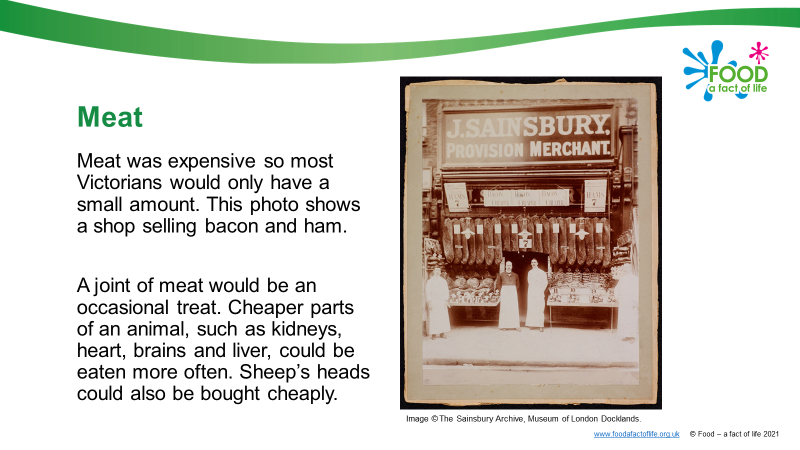 FOOD
a fact of life
Meat
Meat was expensive so most
Victorians would only have a
small amount. This photo shows
a shop selling bacon and ham.
A joint of meat would be an
occasional treat. Cheaper parts
of an animal, such as kidneys,
heart, brains and liver, could be
eaten more often. Sheep's heads
could also be bought cheaply.
J. SAINSBURY,
PROVISION MERCHANT.
7
Image © The Sainsbury Archive, Museum of London Docklands.
www.foodafactoflife.org.uk © Food – a fact of life 2021